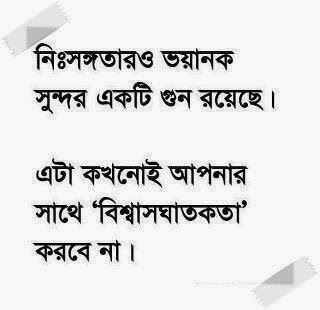 নিঃসঙ্গতারও ভয়ানক
সুন্দর একটি গুন রয়েছে।
এটা কখনোই আপনার
সাথে ‘বিশ্বাসঘাতকতা’
করবে না।